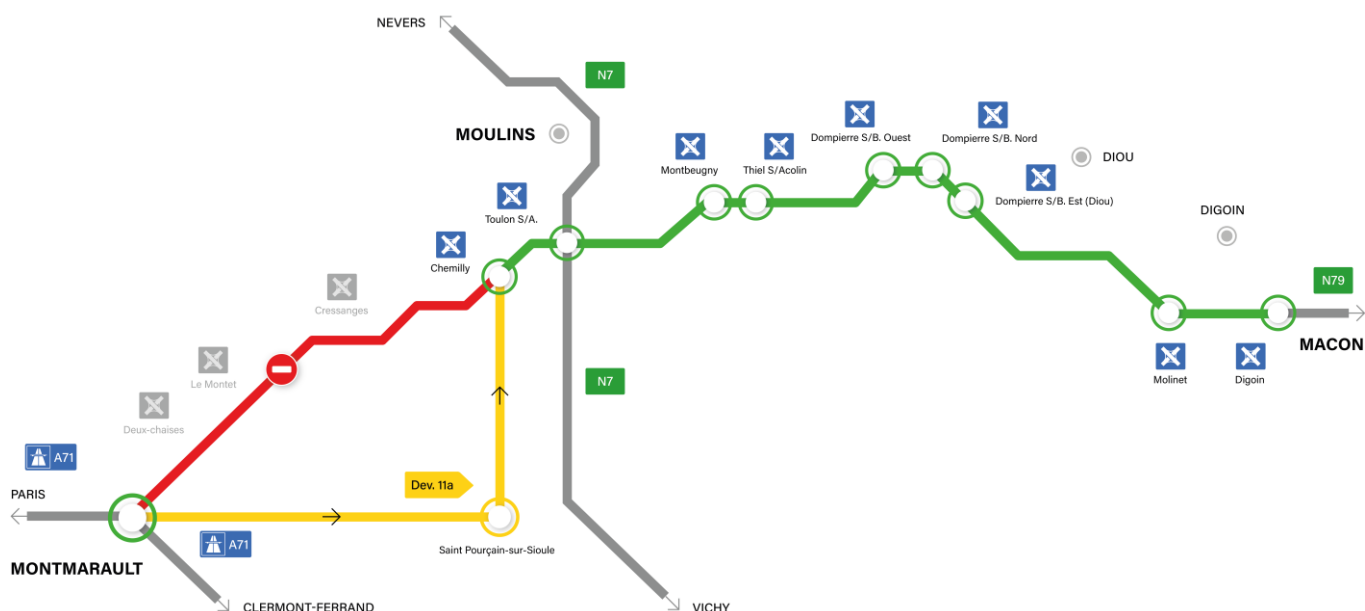 NEVERS
N7
MOULINS
Dompierre S/B. Ouest
Dompierre S/B. Nord
DIOU
Montbeugny
Thiel S/Acolin
Dompierre S/B. Est (Diou)
Toulon S/A.
DIGOIN
Chemilly
N79
Cressanges
MACON
Le Montet
N7
Molinet
Digoin
Deux-chaises
A71
Dev. 11a
PARIS
A71
Saint Pourçain-sur-Sioule
MONTMARAULT
CLERMONT-FERRAND
VICHY